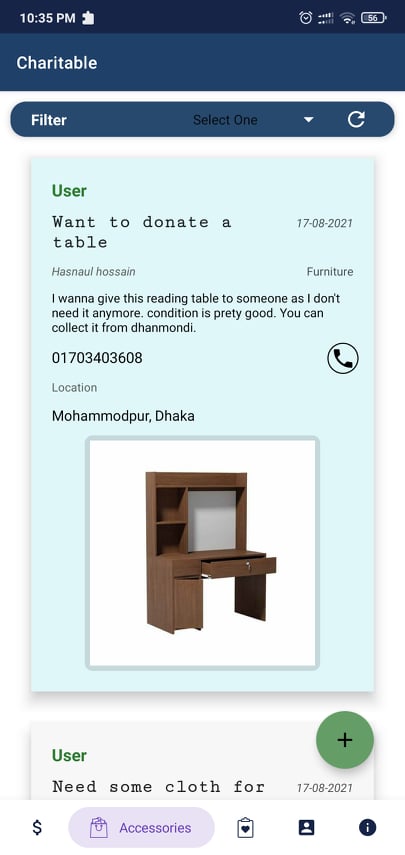 10:35 PM
56
Charitable
Filter
Select One
User
Want to donate a
table
17-08-2021
Hasnaul hossain
Furniture
I wanna give this reading table to someone as I don't
need it anymore. condition is prety good. You can
collect it from dhanmondi.
01703403608
Location
Mohammodpur, Dhaka
User
Need some cloth for
17-08-2021
$
Accessories